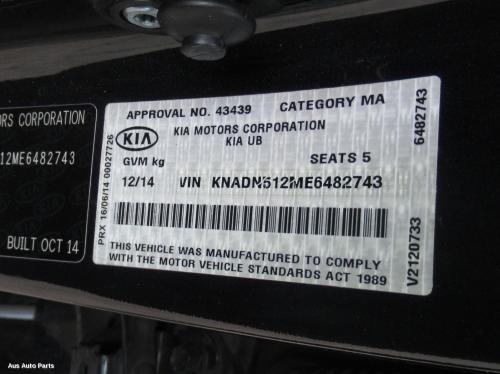 ORS CORPORATION
12ME6482743
BUILT OCT 14
APPROVAL NO. 43439 CATEGORY MA
KIA
KIA MOTORS CORPORATION
KIA UB
GVM kg SEATS 5
12/14 VIN KNADN512ME6482743
THIS VEHICLE WAS MANUFACTURED TO COMPLY
WITH THE MOTOR VEHICLE STANDARDS ACT 1989
PRX 16/06/14 00027726
6482743
V2120733
Aus Auto Parts